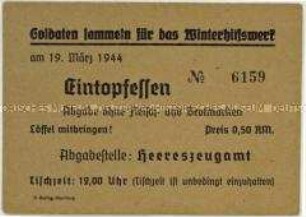 Soldaten sammeln für das Winterhilfswerk
am 19. März 1944
№ 6159
Eintopfessen
Abgabe ohne Fleisch- und Brotmarken
Löffel mitbringen! Preis 0,50 RM.
Abgabestelle: Heereszeugamt
Tischzeit: 19,00 Uhr (Tischzeit ist unbedingt einzuhalten)